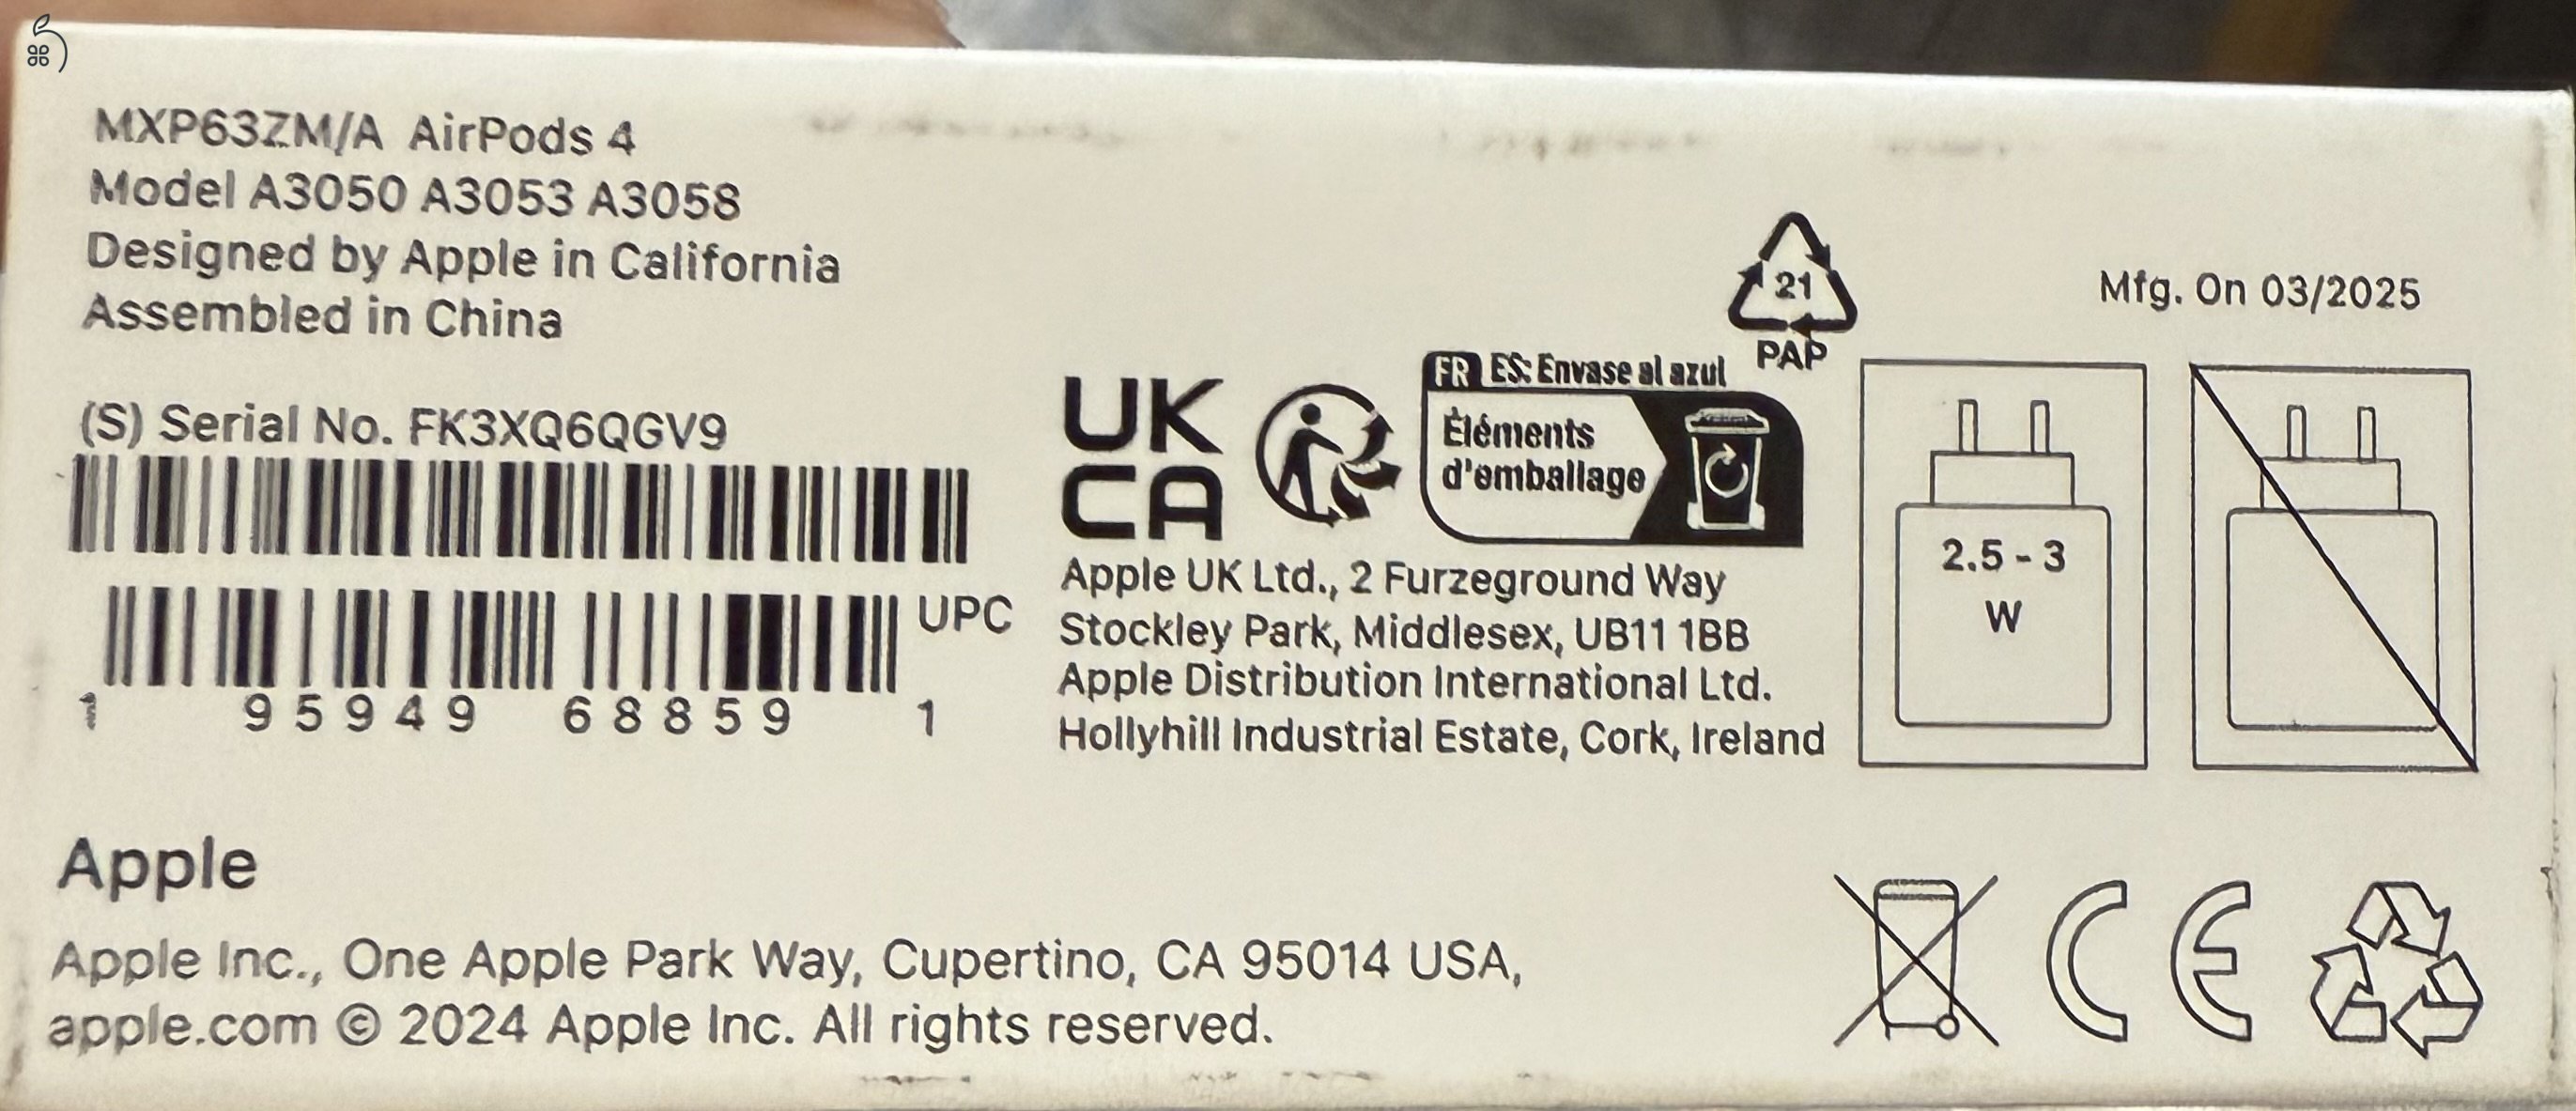 MXP63ZM/A AirPods 4
Model A3050 A3053 A3058
Designed by Apple in California
Assembled in China
(S) Serial No. FK3XQ6QGV9
UPC
1 95949 68859 1
21
PAP
Mfg. On 03/2025
UK
CA
FR ES: Envase al azul
Éléments
d'emballage
2.5 - 3
W
Apple UK Ltd., 2 Furzeground Way
Stockley Park, Middlesex, UB11 1BB
Apple Distribution International Ltd.
Hollyhill Industrial Estate, Cork, Ireland
Apple
Apple Inc., One Apple Park Way, Cupertino, CA 95014 USA,
apple.com © 2024 Apple Inc. All rights reserved.
CE